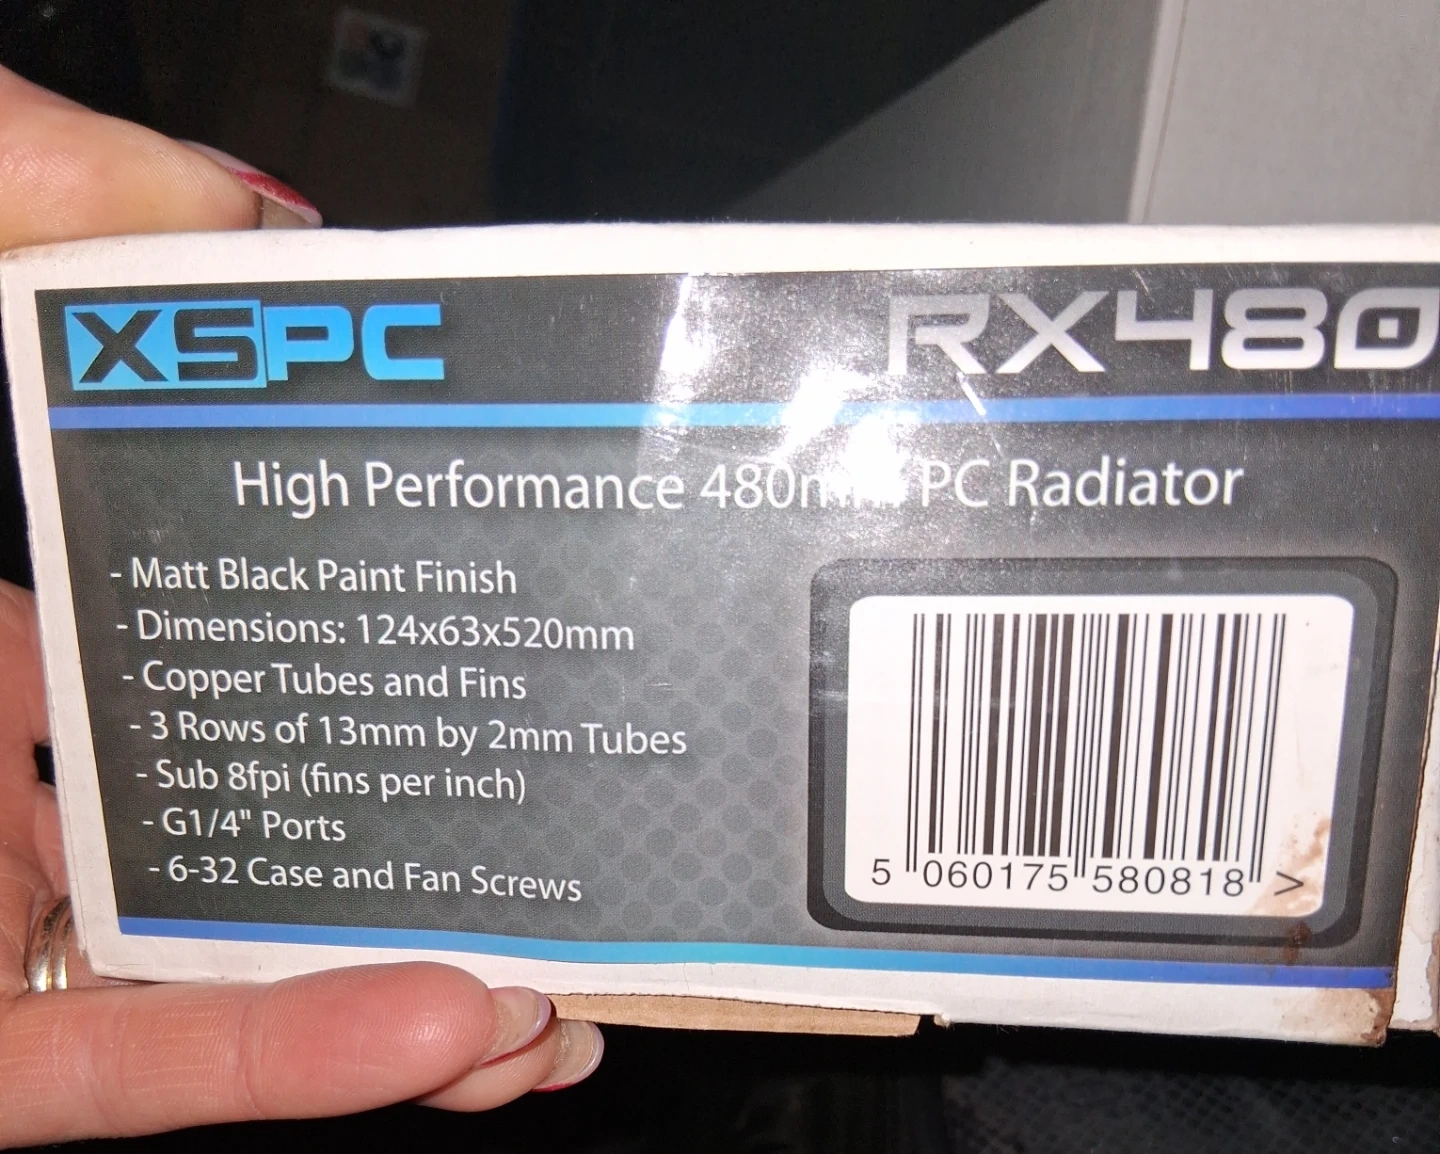 XSPC
RX480
High Performance 480m PC Radiator
- Matt Black Paint Finish
- Dimensions: 124x63x520mm
- Copper Tubes and Fins
- 3 Rows of 13mm by 2mm Tubes
- Sub 8fpi (fins per inch)
- G1/4" Ports
- 6-32 Case and Fan Screws
5 060175 580818 >